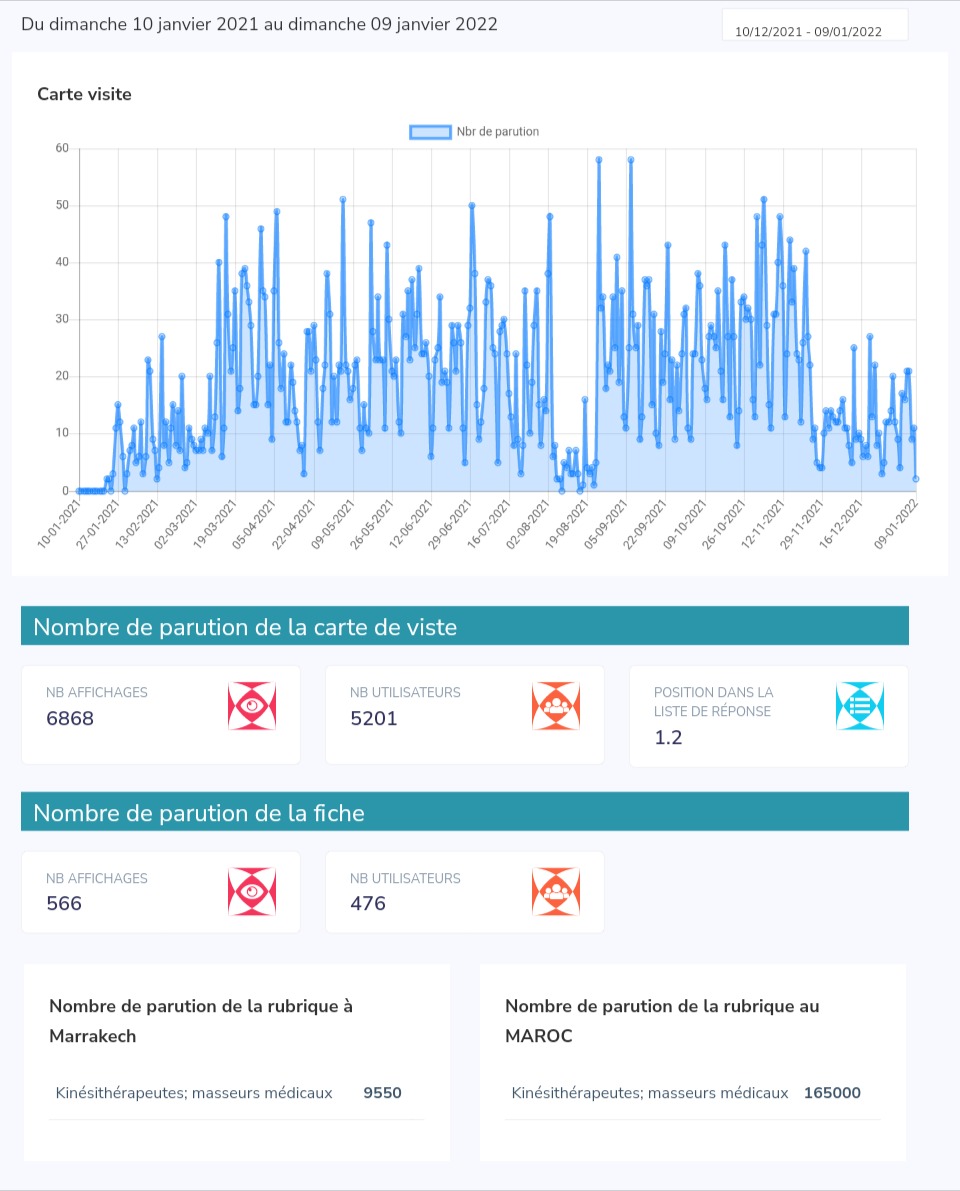 Du dimanche 10 janvier 2021 au dimanche 09 janvier 2022
10/12/2021 - 09/01/2022
Carte visite
Nbr de parution
60
50
40
30
20
10
0
10-01-2021
27-01-2021
13-02-2021
02-03-2021
19-03-2021
05-04-2021
22-04-2021
09-05-2021
26-05-2021
12-06-2021
29-06-2021
16-07-2021
02-08-2021
19-08-2021
05-09-2021
22-09-2021
09-10-2021
26-10-2021
12-11-2021
29-11-2021
16-12-2021
09-01-2022
Nombre de parution de la carte de viste
NB AFFICHAGES
6868
NB UTILISATEURS
5201
POSITION DANS LA
LISTE DE RÉPONSE
1.2
Nombre de parution de la fiche
NB AFFICHAGES
566
NB UTILISATEURS
476
Nombre de parution de la rubrique à
Marrakech
Kinésithérapeutes; masseurs médicaux 9550
Nombre de parution de la rubrique au
MAROC
Kinésithérapeutes; masseurs médicaux 165000